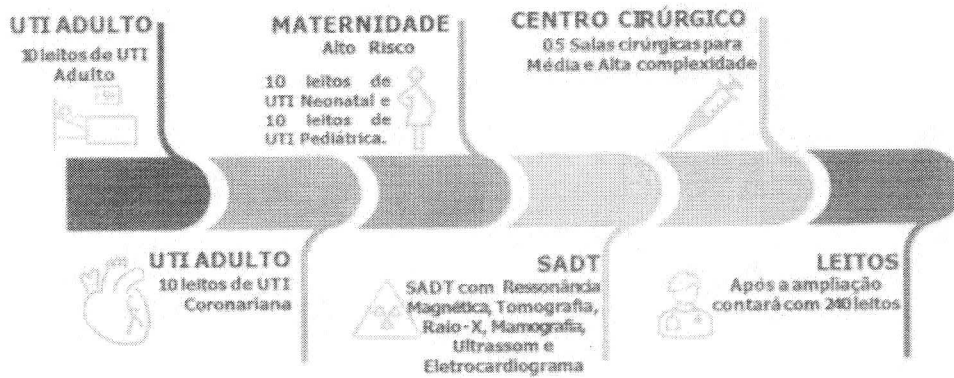 UTI ADULTO
10 leitos de UTI
Adulto
MATERNIDADE
Alto Risco
10 leitos de
UTI Neonatal e
10 leitos de
UTI Pediátrica.
CENTRO CIRÚRGICO
05 Salas cirúrgicas para
Média e Alta complexidade
UTI ADULTO
10 leitos de UTI
Coronariana
SADT
SADT com Ressonância
Magnética, Tomografia,
Raio-X, Mamografia,
Ultrassom e
Eletrocardiograma
LEITOS
Após a ampliação
contará com 240 leitos